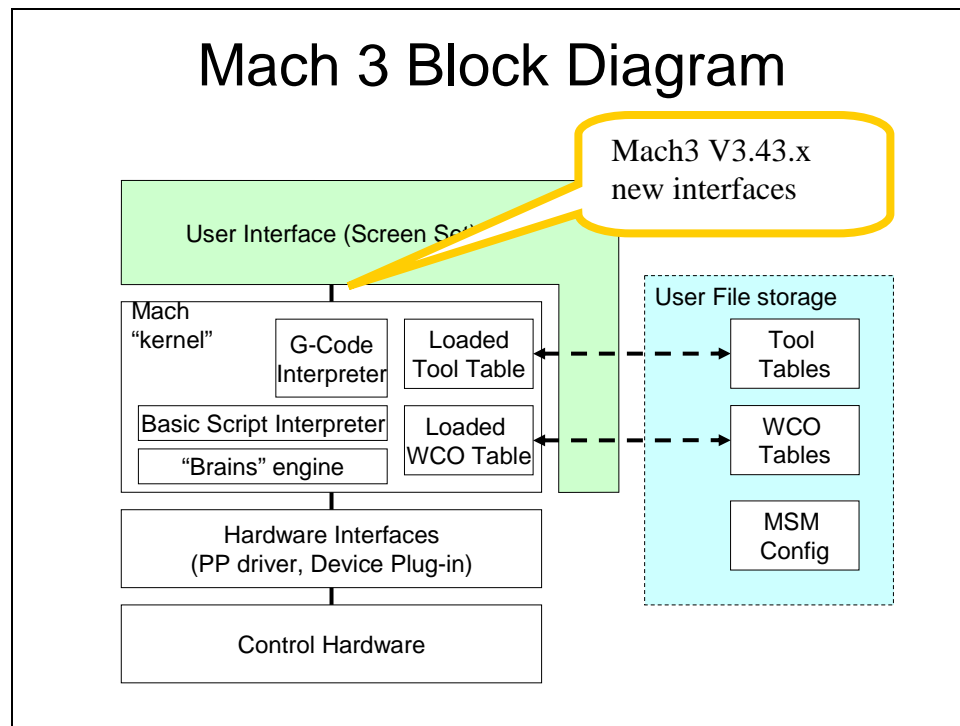 Mach 3 Block Diagram
Mach3 V3.43.x
new interfaces
User Interface (Screen Set)
Mach
“kernel”
G-Code
Interpreter
Loaded
Tool Table
Basic Script Interpreter
Loaded
WCO Table
“Brains” engine
User File storage
Tool
Tables
WCO
Tables
MSM
Config
Hardware Interfaces
(PP driver, Device Plug-in)
Control Hardware